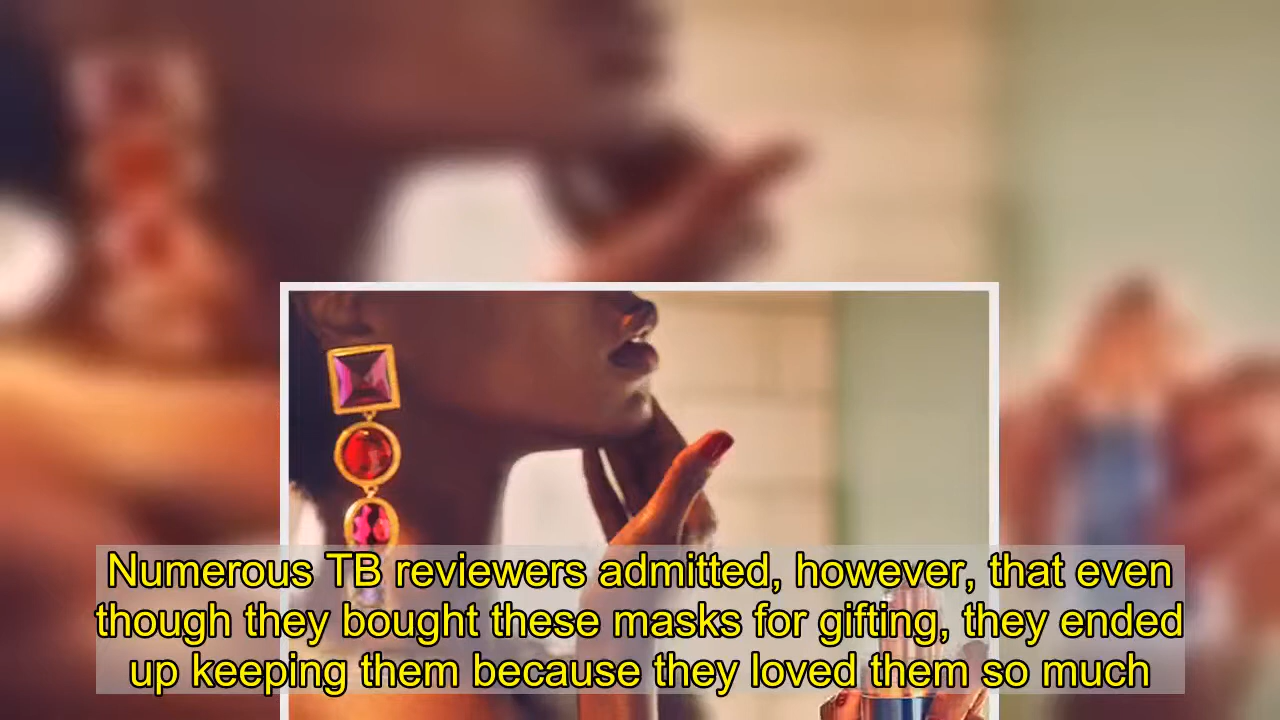 Numerous TB reviewers admitted, however, that even
though they bought these masks for gifting, they ended
up keeping them because they loved them so much